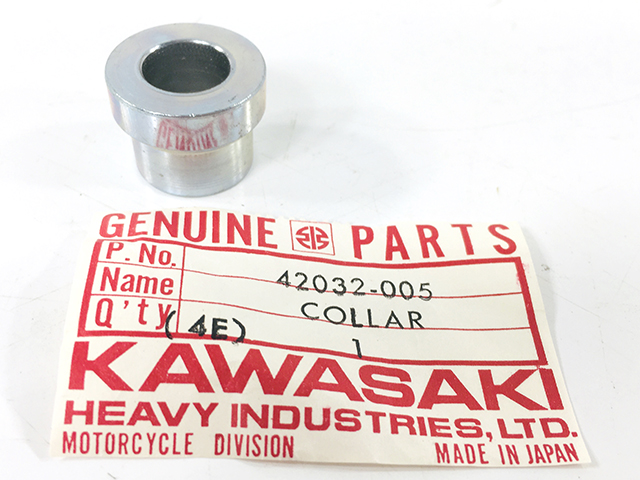 GENUINE PARTS
P. No. 42032-005
Name COLLAR
Q'ty (4E) 1
KAWASAKI
HEAVY INDUSTRIES, LTD.
MOTORCYCLE DIVISION MADE IN JAPAN